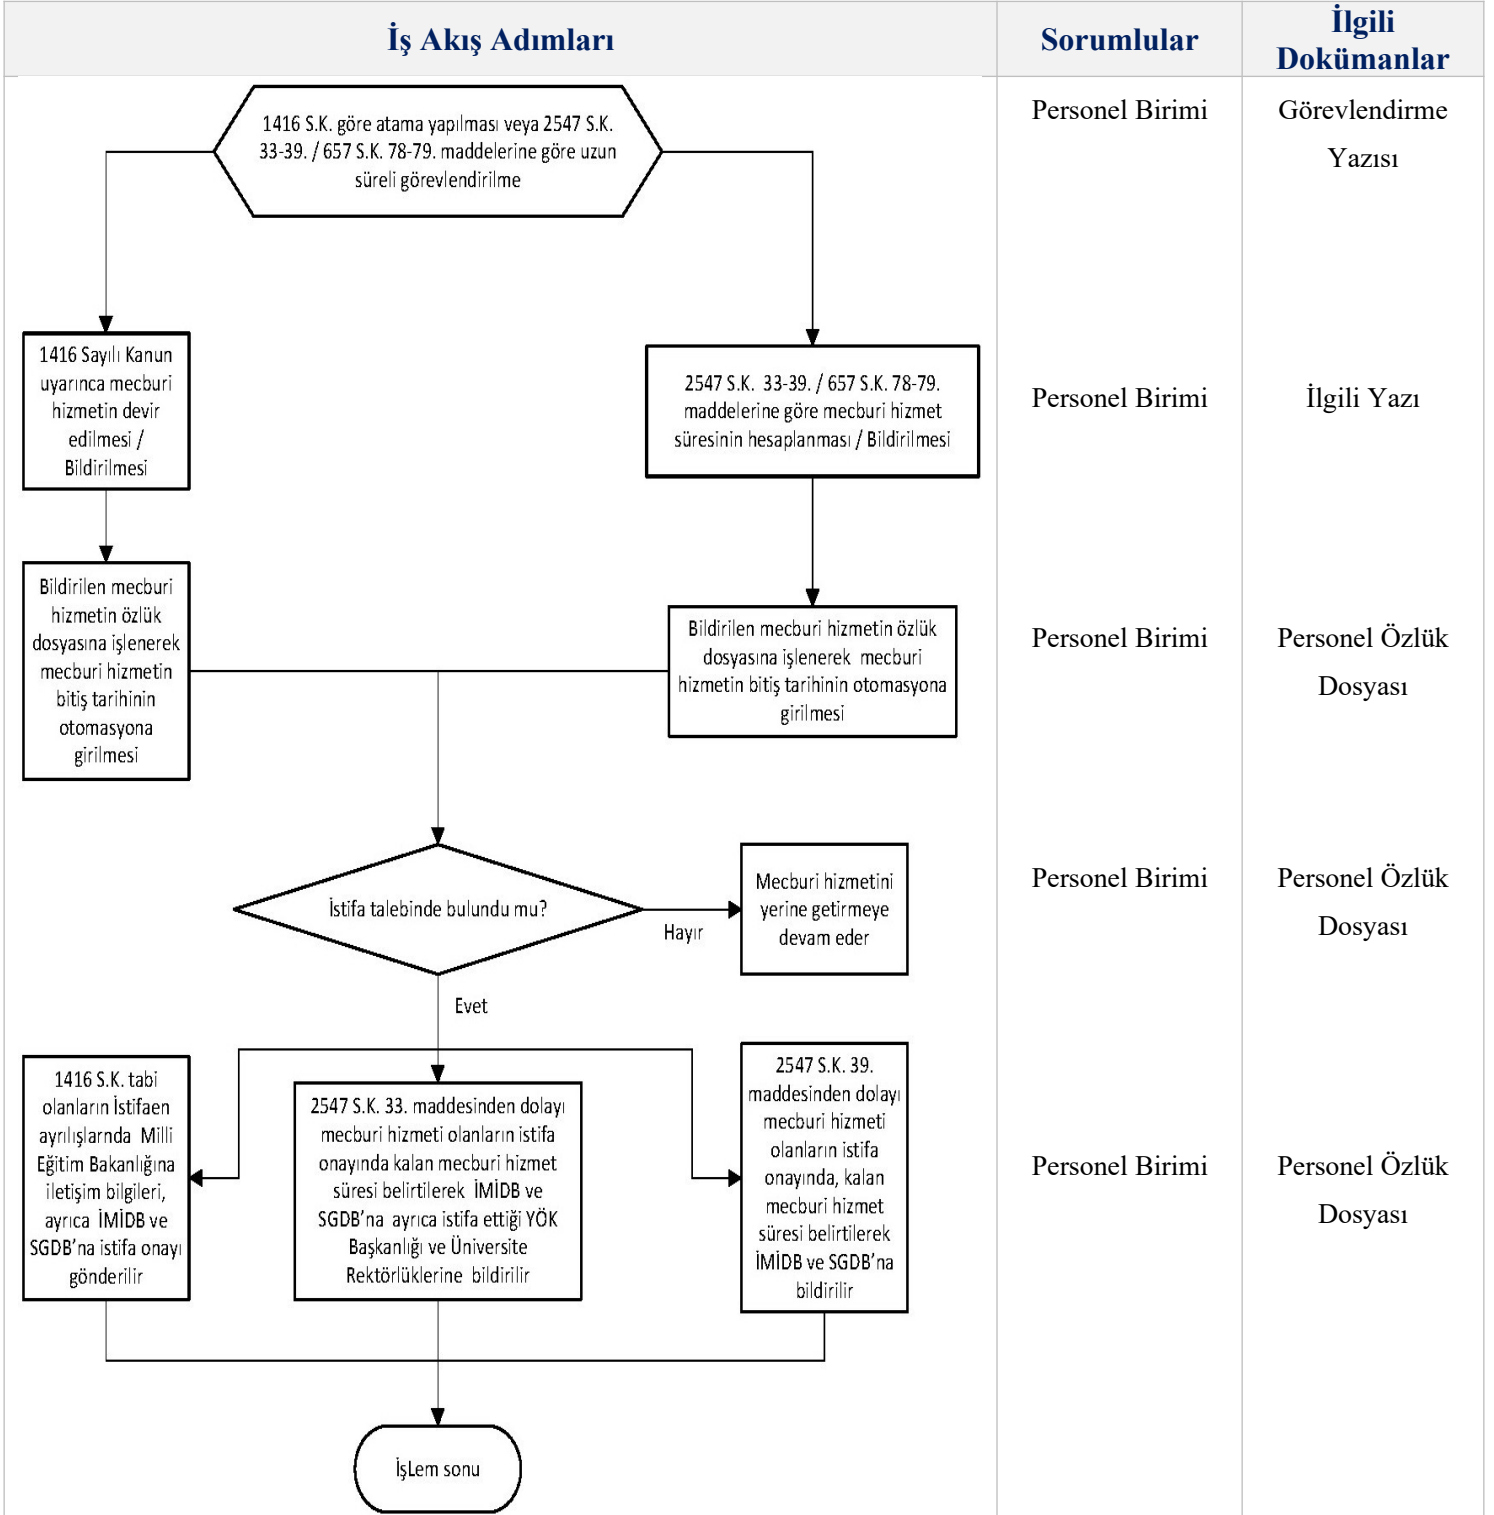 İş Akış Adımları
Sorumlular
İlgili
Dokümanlar
1416 S.K. göre atama yapılması veya 2547 S.K.
33-39. / 657 S.K. 78-79. maddelerine göre uzun
süreli görevlendirilme
Personel Birimi
Görevlendirme
Yazısı
1416 Sayılı Kanun
uyarınca mecburi
hizmetin devir
edilmesi /
Bildirilmesi
2547 S.K. 33-39. / 657 S.K. 78-79.
maddelerine göre mecburi hizmet
süresinin hesaplanması / Bildirilmesi
Personel Birimi
İlgili Yazı
Bildirilen mecburi
hizmetin özlük
dosyasına işlenerek
mecburi hizmetin
bitiş tarihinin
otomasyona
girilmesi
Bildirilen mecburi hizmetin özlük
dosyasına işlenerek mecburi
hizmetin bitiş tarihinin otomasyona
girilmesi
Personel Birimi
Personel Özlük
Dosyası
İstifa talebinde bulundu mu?
Hayır
Mecburi hizmetini
yerine getirmeye
devam eder
Personel Birimi
Personel Özlük
Dosyası
Evet
1416 S.K. tabi
olanların İstifaen
ayrılışlarnda Milli
Eğitim Bakanlığına
iletişim bilgileri,
ayrıca İMİDB ve
SGDB’na istifa onayı
gönderilir
2547 S.K. 33. maddesinden dolayı
mecburi hizmeti olanların istifa
onayında kalan mecburi hizmet
süresi belirtilerek İMİDB ve
SGDB’na ayrıca istifa ettiği YÖK
Başkanlığı ve Üniversite
Rektörlüklerine bildirilir
2547 S.K. 39.
maddesinden dolayı
mecburi hizmeti
olanların istifa
onayında, kalan
mecburi hizmet
süresi belirtilerek
İMİDB ve SGDB’na
bildirilir
Personel Birimi
Personel Özlük
Dosyası
İşLem sonu